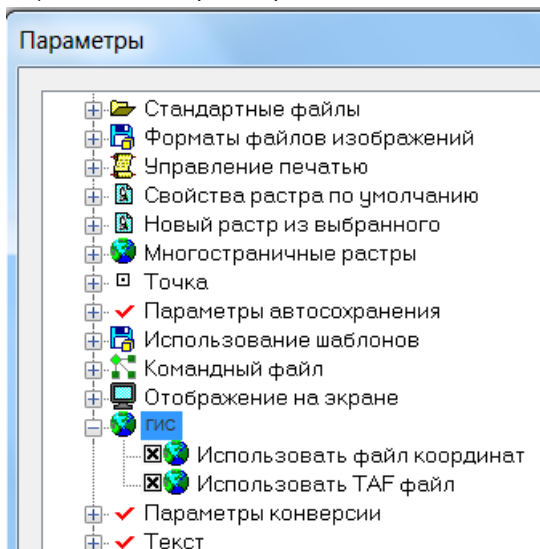 Параметры
Стандартные файлы
Форматы файлов изображений
Управление печатью
Свойства растра по умолчанию
Новый растр из выбранного
Многостраничные растры
Точка
Параметры автосохранения
Использование шаблонов
Командный файл
Отображение на экране
ГИС
Использовать файл координат
Использовать TAF файл
Параметры конверсии
Текст